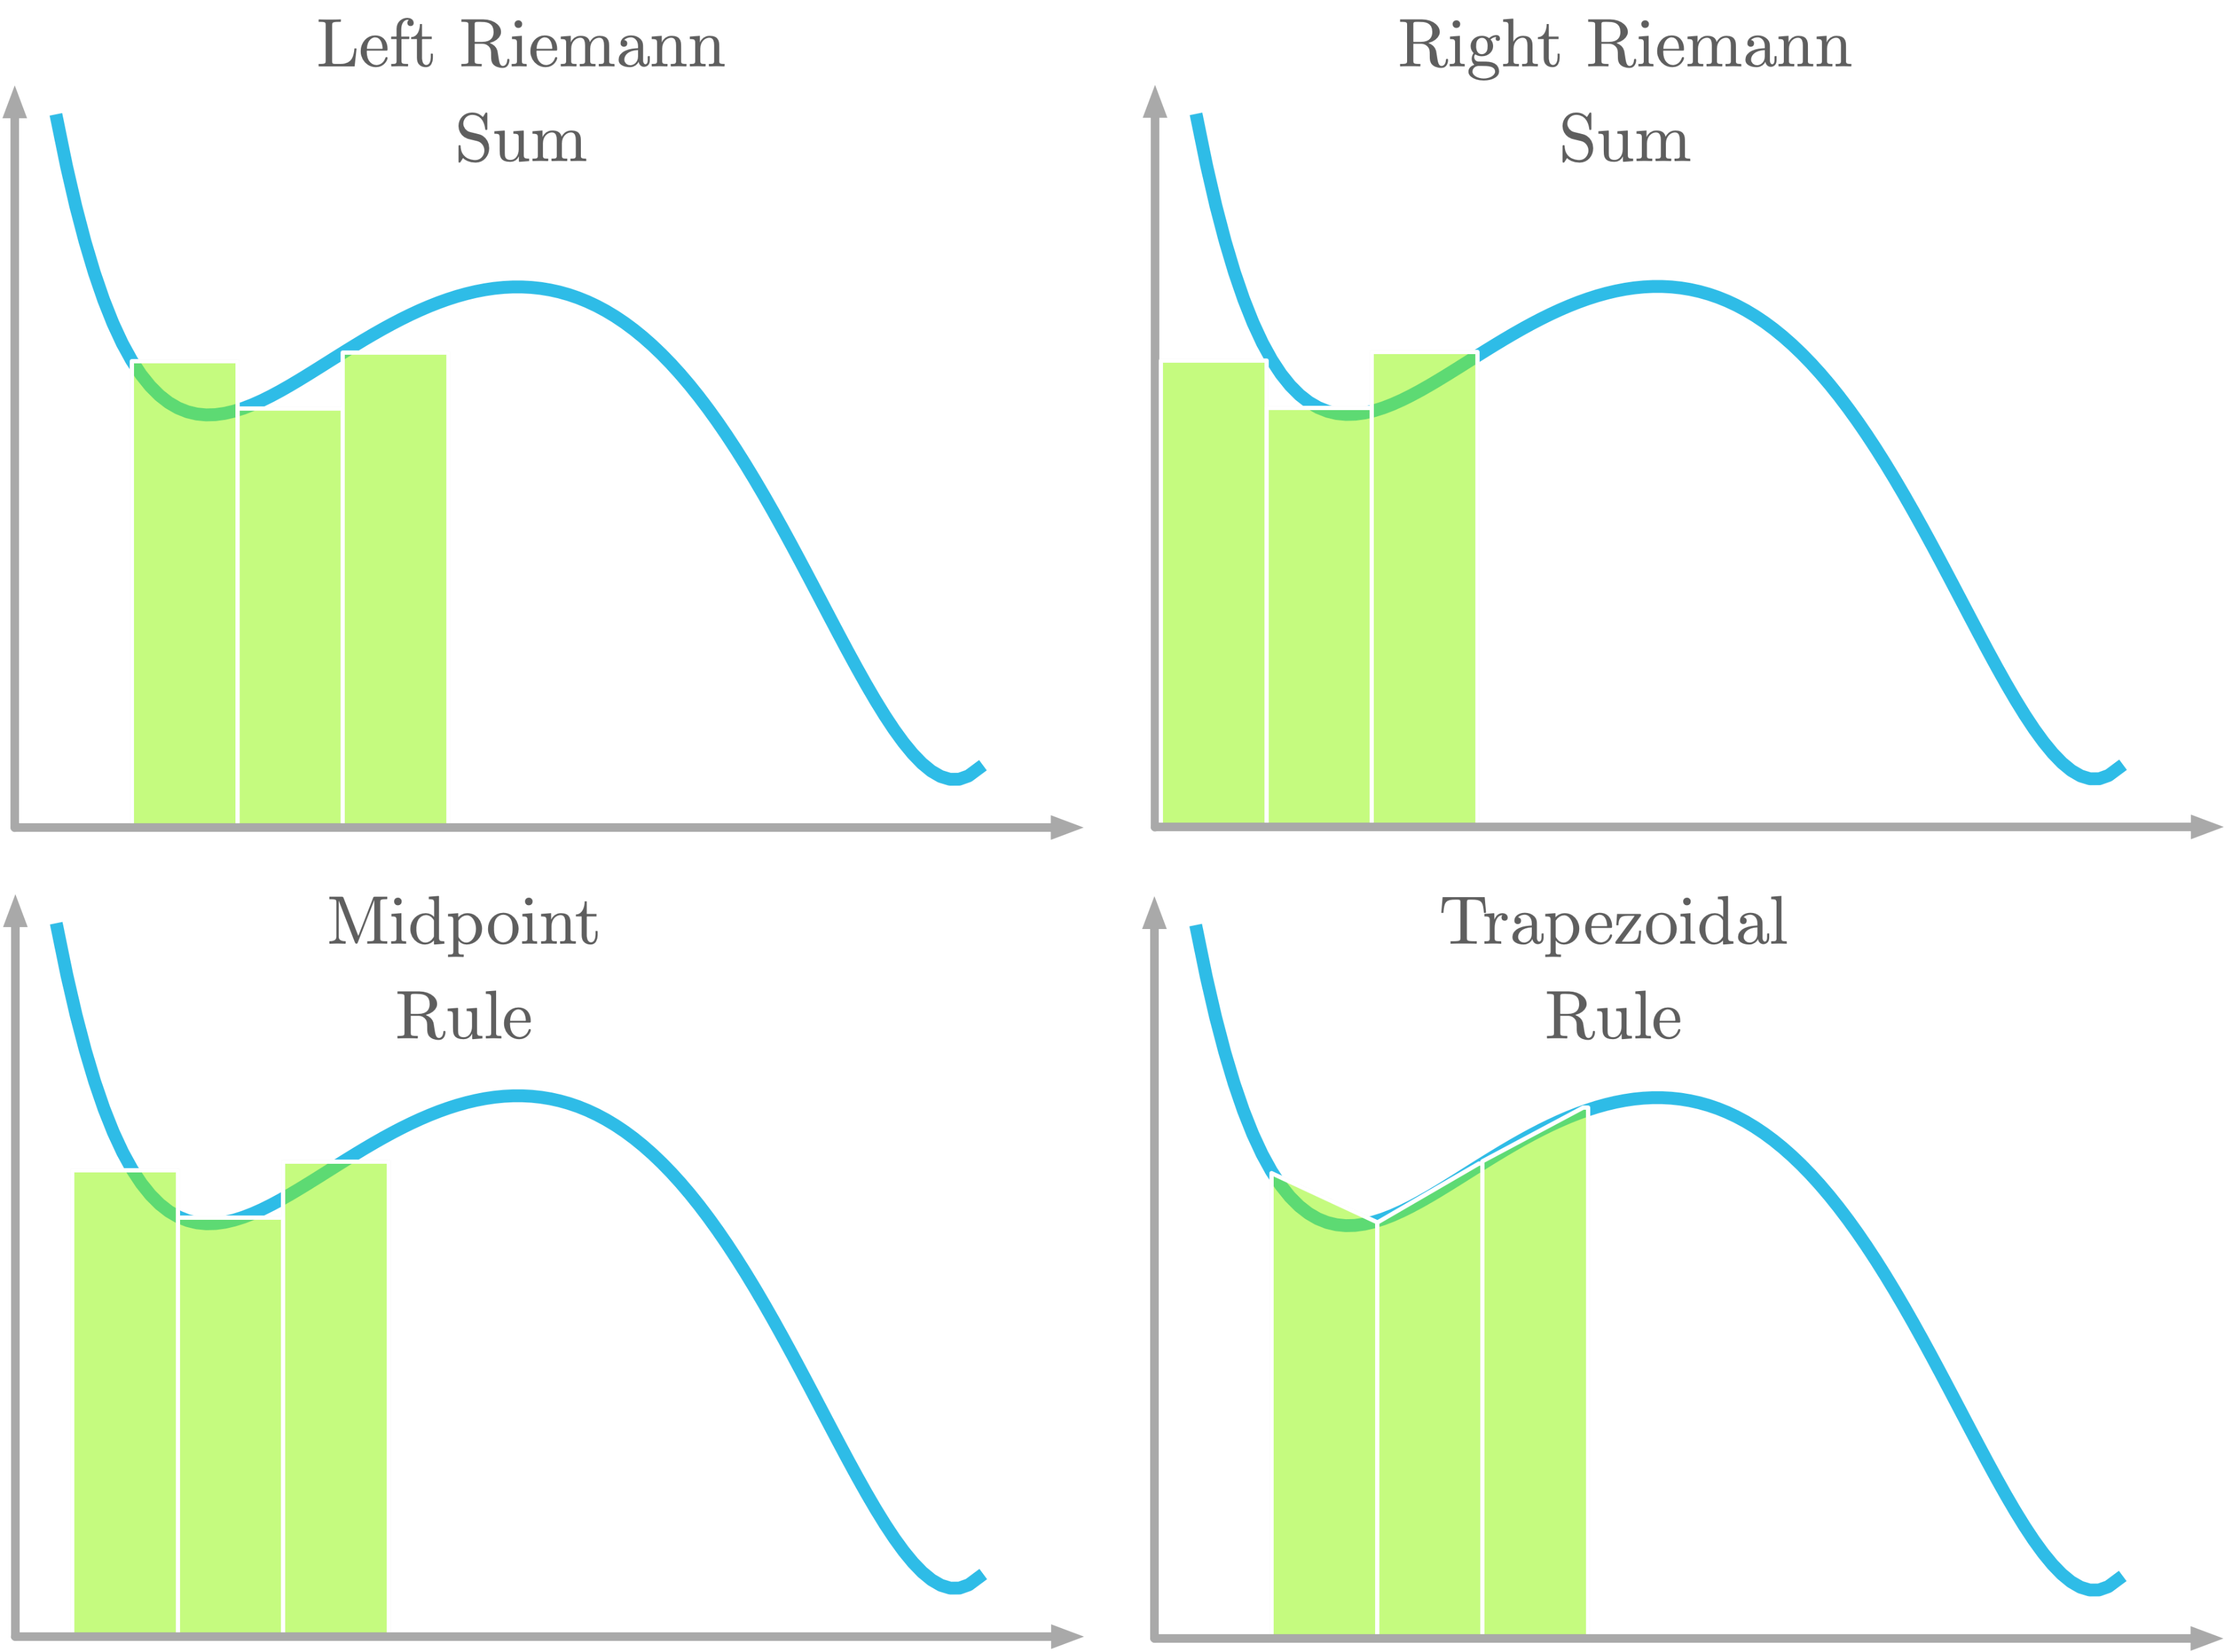 Left Riemann
Sum
Right Riemann
Sum
Midpoint
Rule
Trapezoidal
Rule